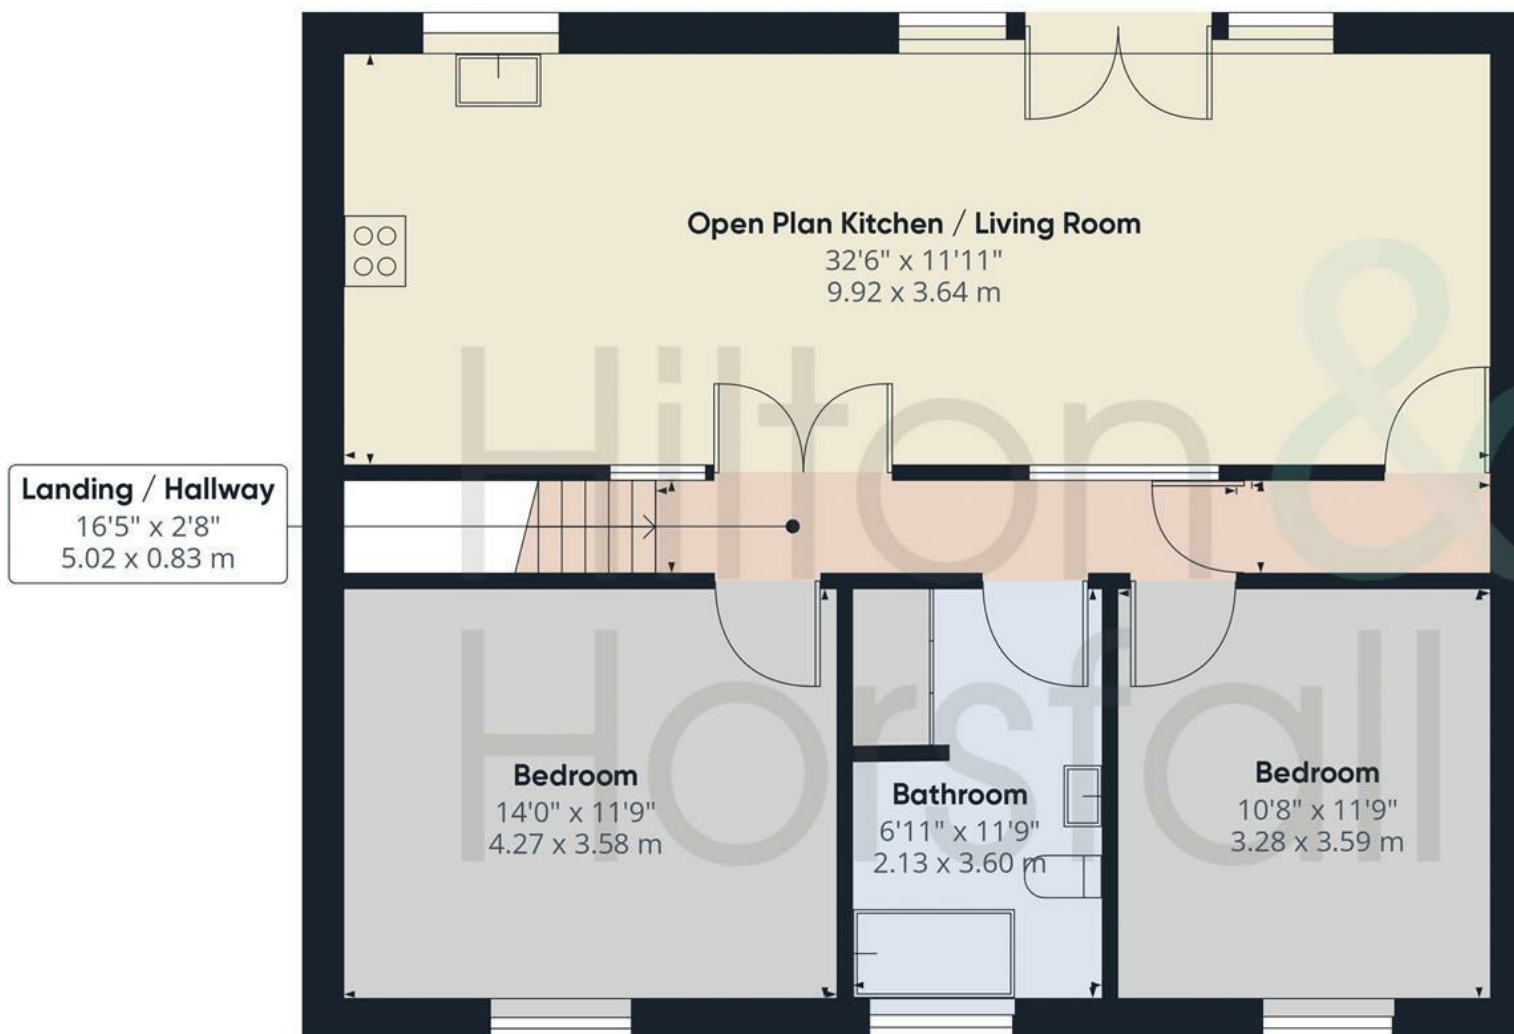 Open Plan Kitchen / Living Room
32'6" x 11'11"
9.92 x 3.64 m
Landing / Hallway
16'5" x 2'8"
5.02 x 0.83 m
Bedroom
14'0" x 11'9"
4.27 x 3.58 m
Bathroom
6'11" x 11'9"
2.13 x 3.60 m
Bedroom
10'8" x 11'9"
3.28 x 3.59 m
Hilton &
Horsfall